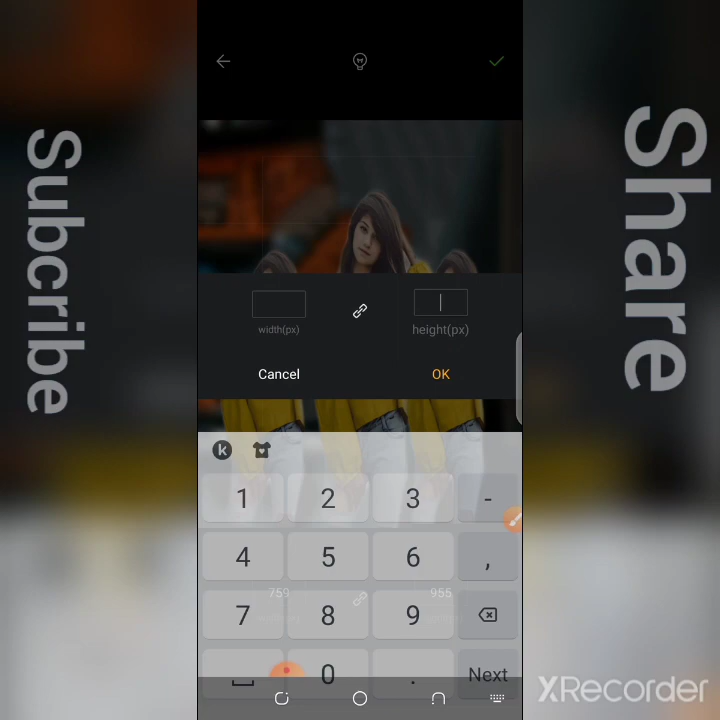 Subcribe
Share
width(px)
height(px)
Cancel
OK
k
1 2 3 -
4 5 6 ,
759 955
7 8 9
0 . Next
XRecorder